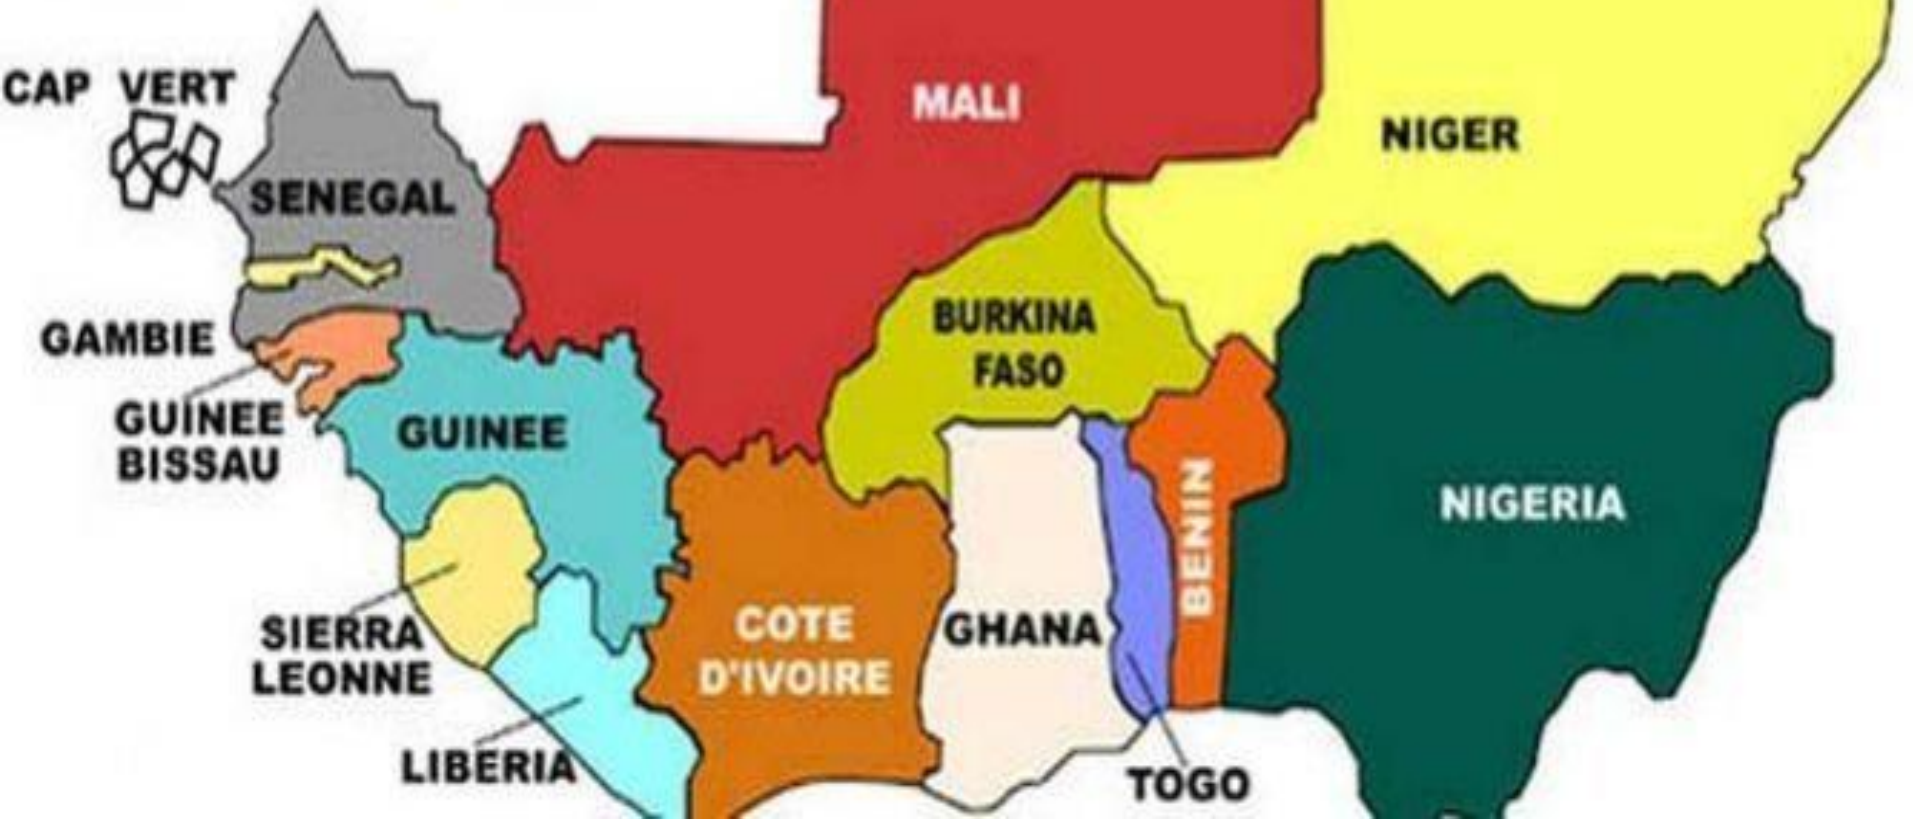 CAP VERT
MALI
NIGER
SENEGAL
BURKINA
FASO
GAMBIE
GUINEE
BISSAU
GUINEE
NIGERIA
BENIN
SIERRA
LEONNE
COTE
D'IVOIRE
GHANA
LIBERIA
TOGO